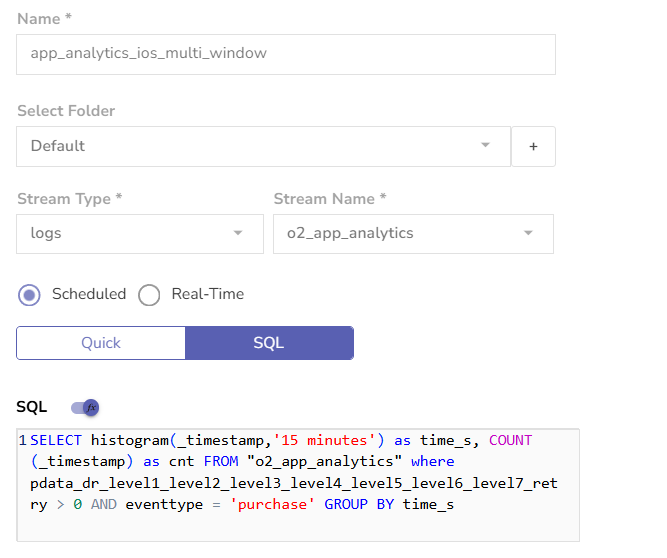 Name *
app_analytics_ios_multi_window
Select Folder
Default +
Stream Type * Stream Name *
logs o2_app_analytics
Scheduled Real-Time
Quick SQL
SQL fx
1 SELECT histogram(_timestamp,'15 minutes') as time_s, COUNT
(_timestamp) as cnt FROM "o2_app_analytics" where
pdata_dr_level1_level2_level3_level4_level5_level6_level7_ret
ry > 0 AND eventtype = 'purchase' GROUP BY time_s